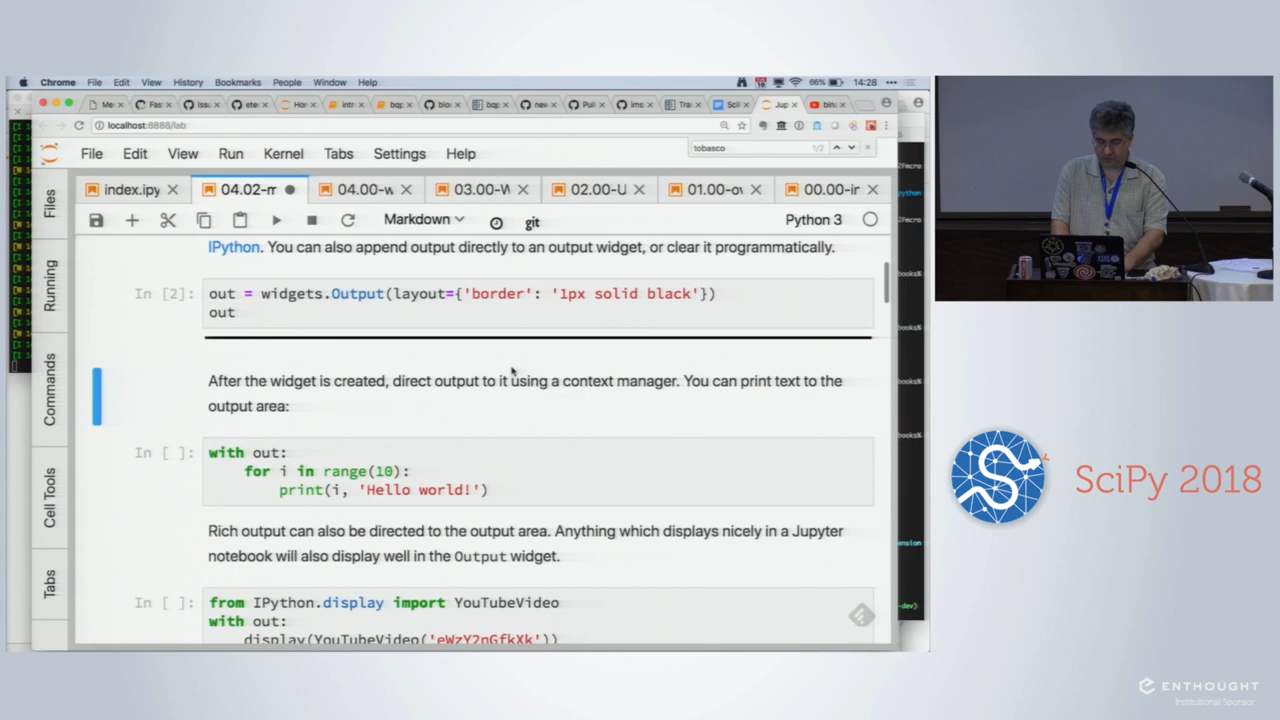 Chrome File Edit View History Bookmarks People Window Help 66% 14:28
localhost:8888/lab
tobasco 1/2
File Edit View Run Kernel Tabs Settings Help
index.ipy 04.02-m 04.00-w 03.00-W 02.00-U 01.00-ov 00.00-ir
Markdown git Python 3
Files
Running
Commands
Cell Tools
Tabs
IPython. You can also append output directly to an output widget, or clear it programmatically.
In [2]: out = widgets.Output(layout={'border': '1px solid black'})
out
After the widget is created, direct output to it using a context manager. You can print text to the
output area:
In [ ]: with out:
for i in range(10):
print(i, 'Hello world!')
Rich output can also be directed to the output area. Anything which displays nicely in a Jupyter
notebook will also display well in the Output widget.
In [ ]: from IPython.display import YouTubeVideo
with out:
display(YouTubeVideo('eWzY2nGfkXk'))
SciPy 2018
ENTHOUGHT
Institutional Sponsor